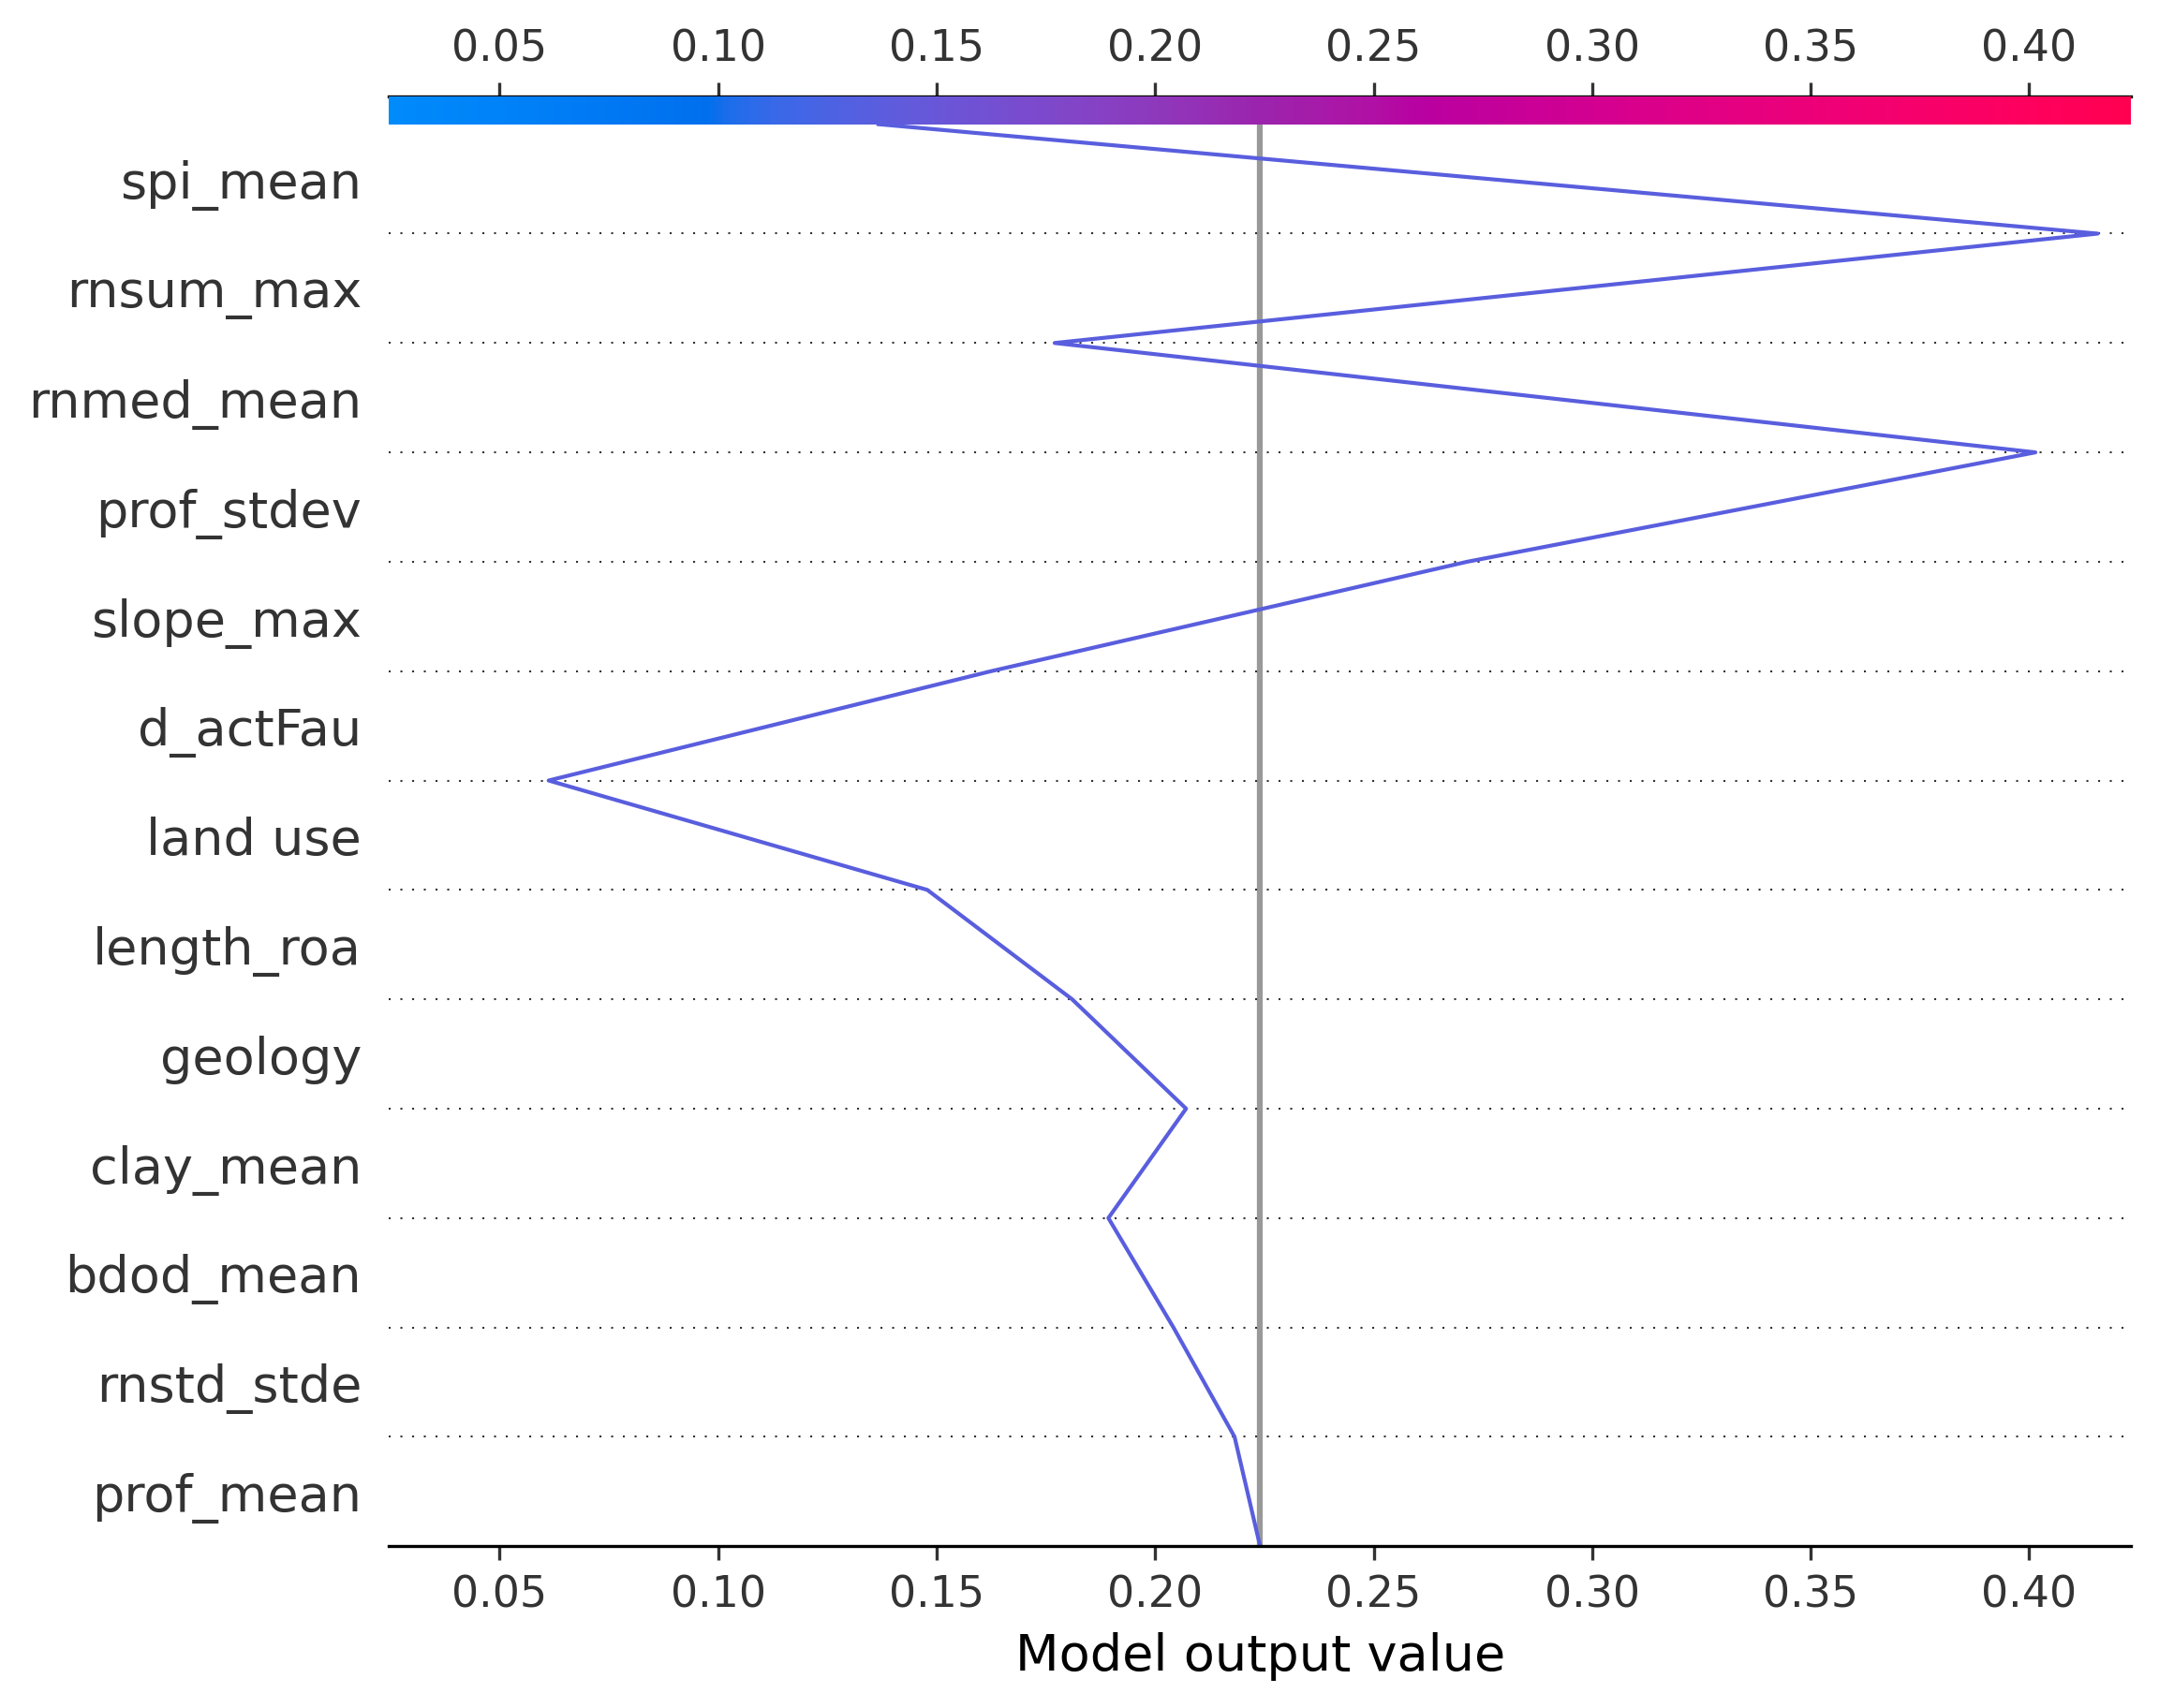 0.05 0.10 0.15 0.20 0.25 0.30 0.35 0.40
spi_mean
rnsum_max
rnmed_mean
prof_stdev
slope_max
d_actFau
land use
length_roa
geology
clay_mean
bdod_mean
rnstd_stde
prof_mean
0.05 0.10 0.15 0.20 0.25 0.30 0.35 0.40
Model output value